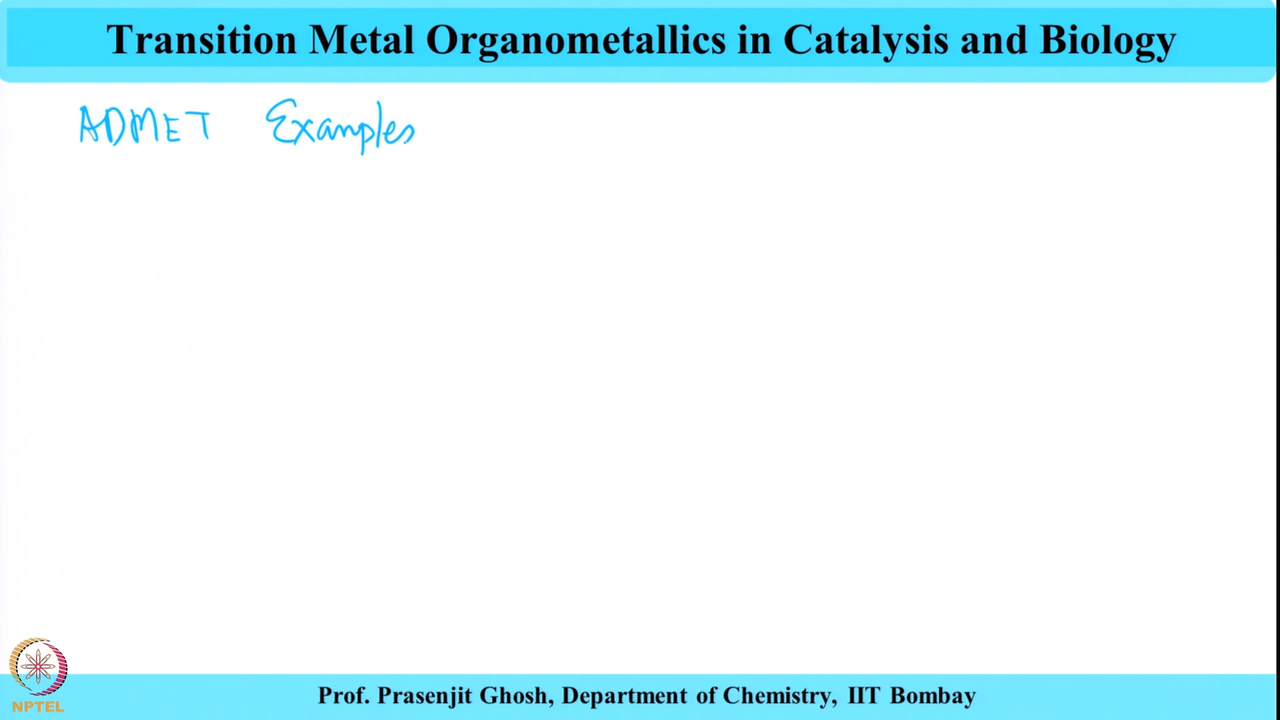 Transition Metal Organometallics in Catalysis and Biology
ADMET Examples
NPTEL
Prof. Prasenjit Ghosh, Department of Chemistry, IIT Bombay